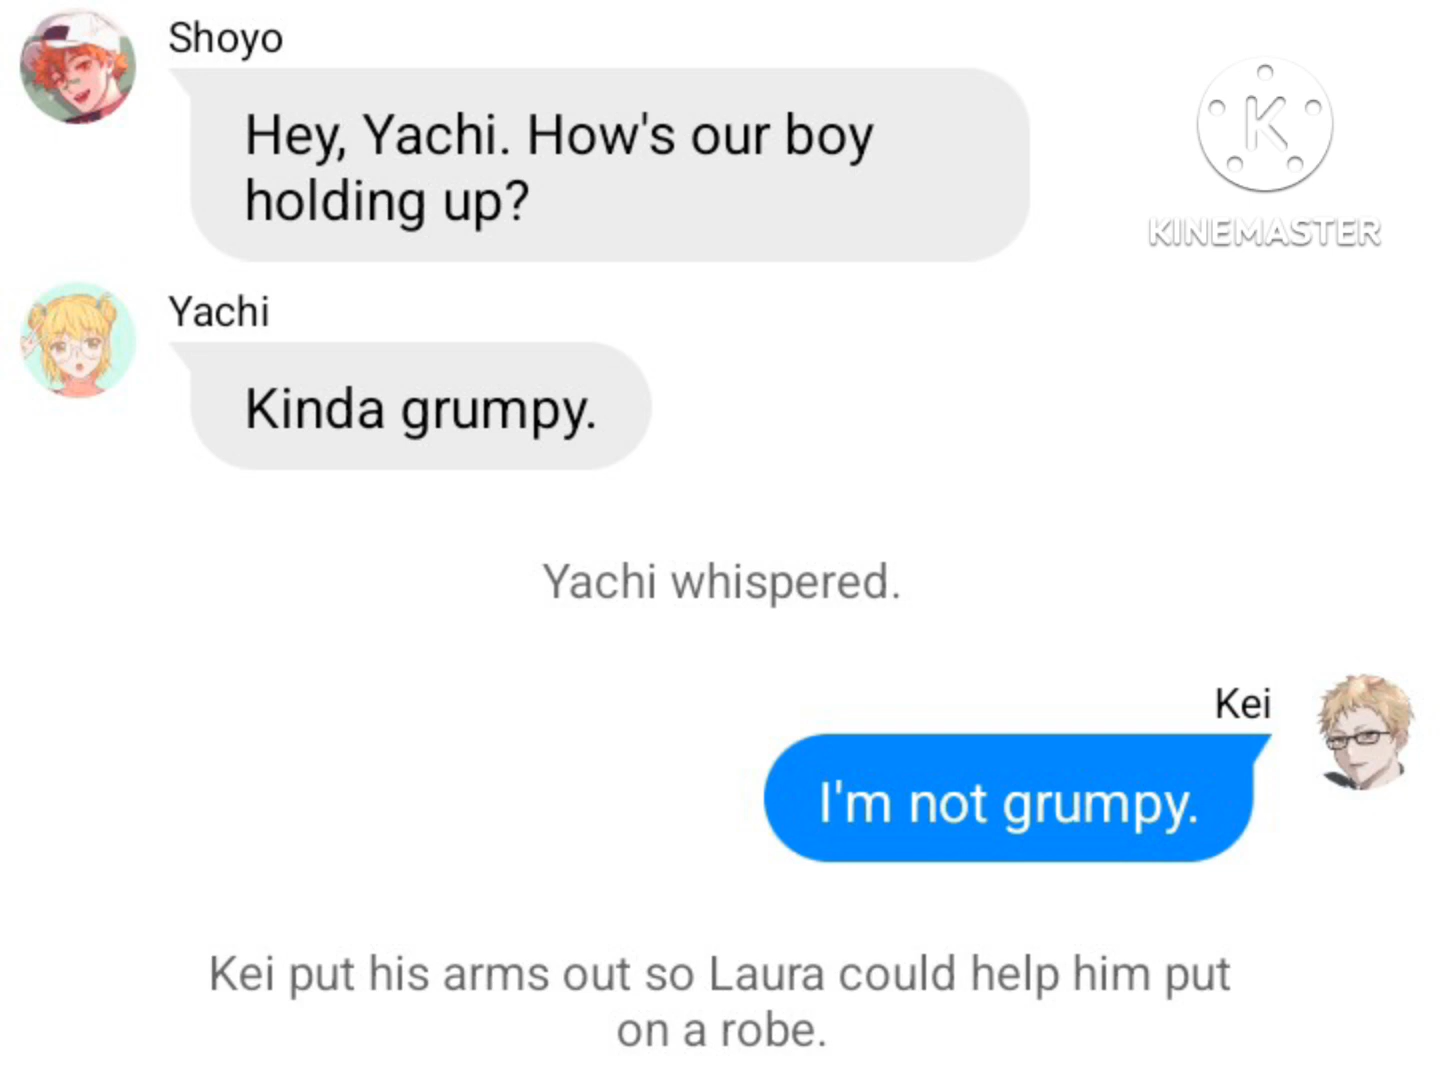 Shoyo
Hey, Yachi. How's our boy
holding up?
KINEMASTER
Yachi
Kinda grumpy.
Yachi whispered.
Kei
I'm not grumpy.
Kei put his arms out so Laura could help him put
on a robe.